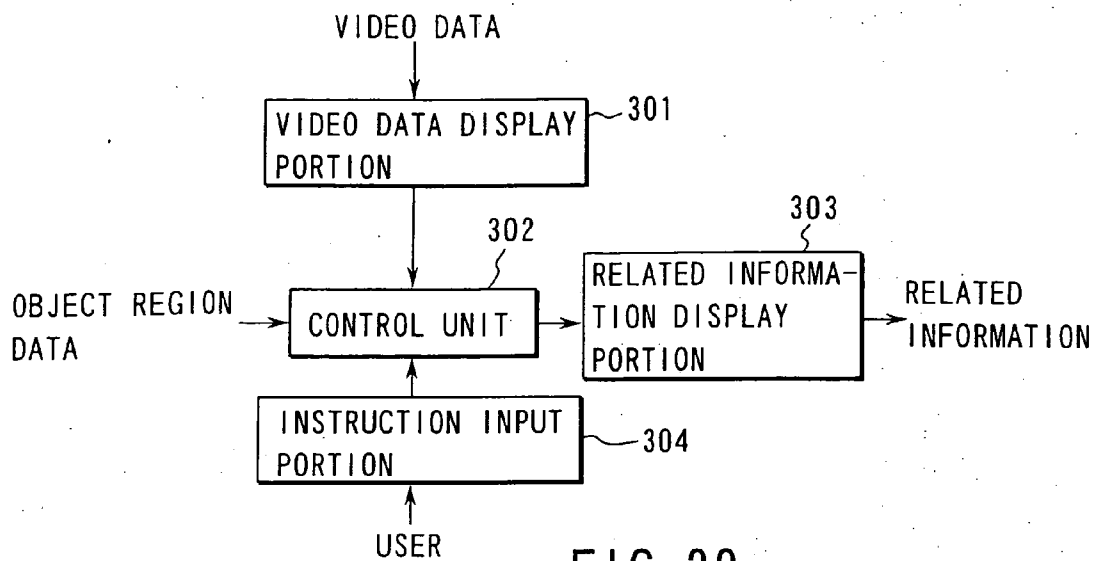 VIDEO DATA
VIDEO DATA DISPLAY
PORTION
301
302
303
OBJECT REGION
DATA
CONTROL UNIT
RELATED INFORMA-
TION DISPLAY
PORTION
RELATED
INFORMATION
INSTRUCTION INPUT
PORTION
304
USER